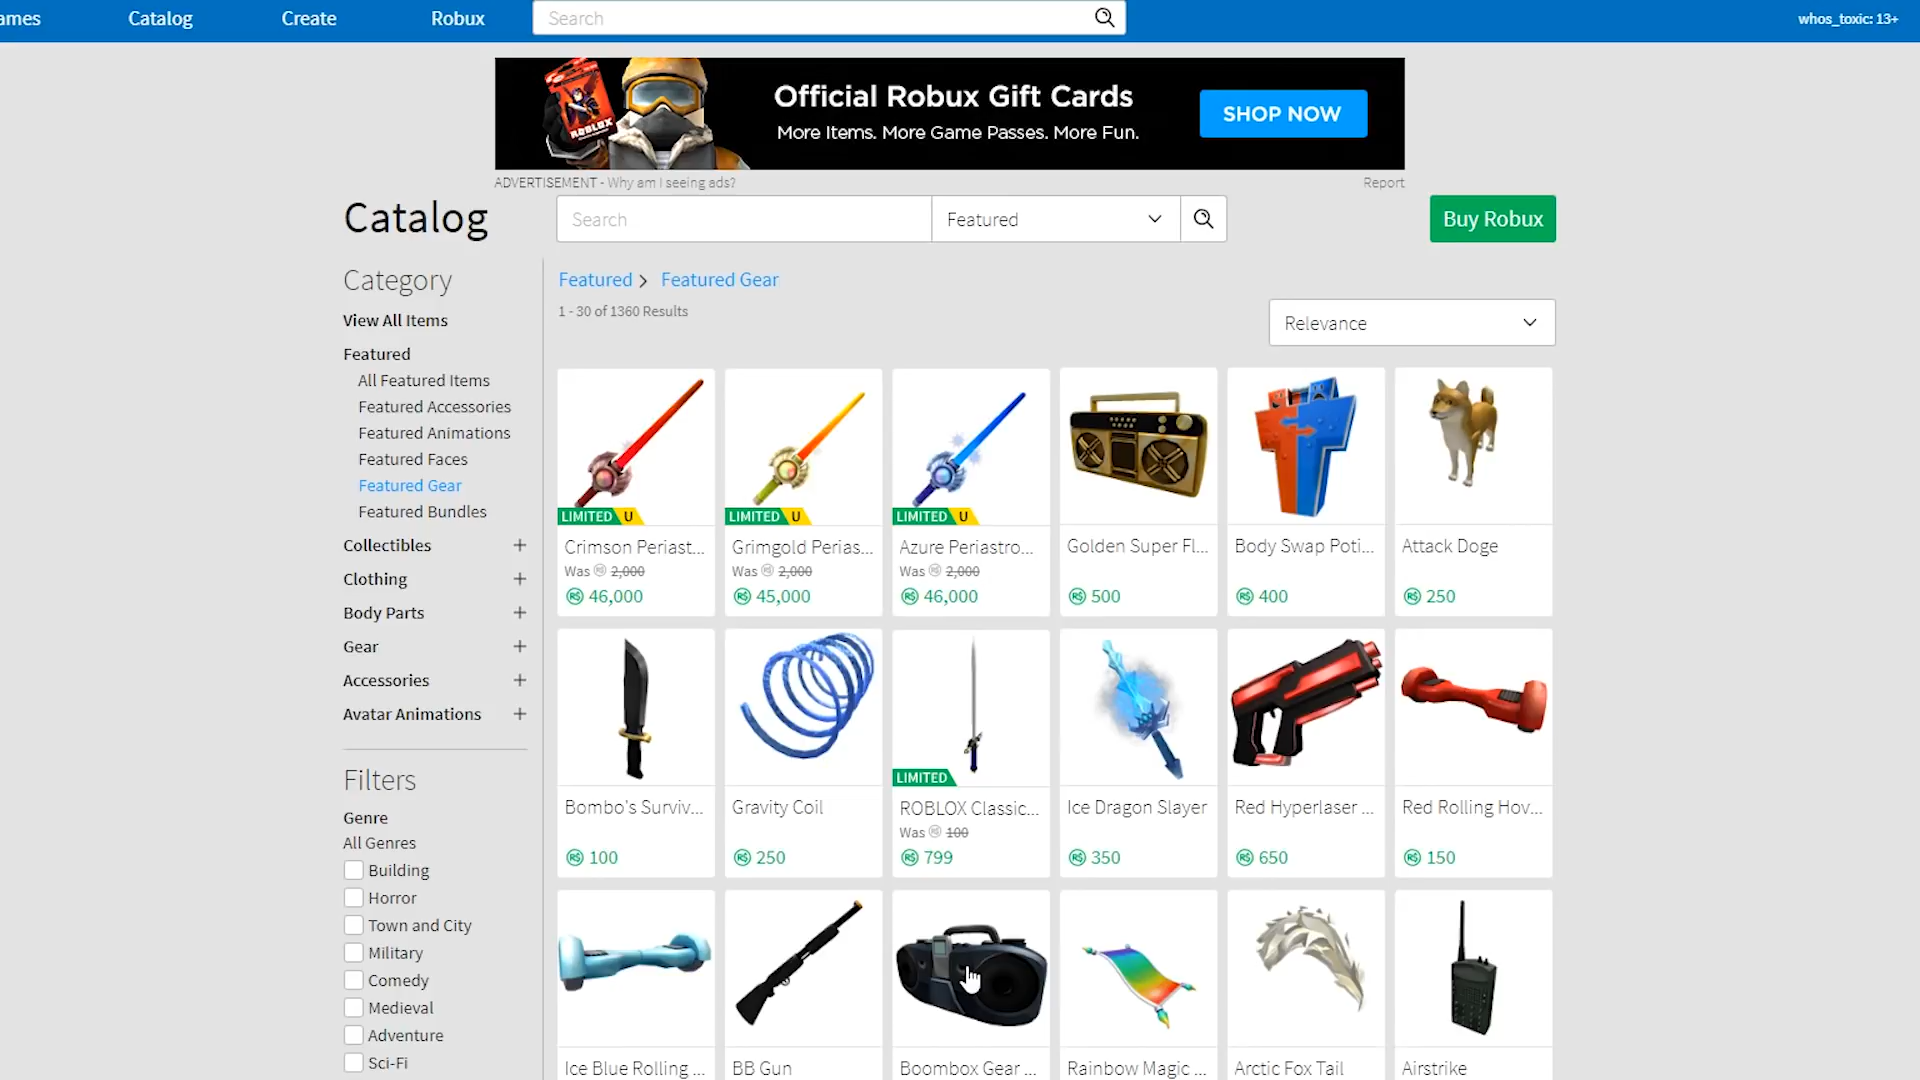 ames
Catalog
Create
Robux
Search
whos_toxic: 13+
ROBLOX
Official Robux Gift Cards
More Items. More Game Passes. More Fun.
SHOP NOW
ADVERTISEMENT - Why am I seeing ads?
Report
Catalog
Search
Featured
Buy Robux
Category
View All Items
Featured
All Featured Items
Featured Accessories
Featured Animations
Featured Faces
Featured Gear
Featured Bundles
Collectibles
Clothing
Body Parts
Gear
Accessories
Avatar Animations
Filters
Genre
All Genres
Building
Horror
Town and City
Military
Comedy
Medieval
Adventure
Sci-Fi
Featured > Featured Gear
1 - 30 of 1360 Results
Relevance
LIMITED U
Crimson Periast...
Was R$ 2,000
R$ 46,000
LIMITED U
Grimgold Perias...
Was R$ 2,000
R$ 45,000
LIMITED U
Azure Periastro...
Was R$ 2,000
R$ 46,000
Golden Super Fl...
R$ 500
Body Swap Poti...
R$ 400
Attack Doge
R$ 250
Bombo's Surviv...
R$ 100
Gravity Coil
R$ 250
LIMITED
ROBLOX Classic...
Was R$ 100
R$ 799
Ice Dragon Slayer
R$ 350
Red Hyperlaser ...
R$ 650
Red Rolling Hov...
R$ 150
Ice Blue Rolling ...
BB Gun
Boombox Gear ...
Rainbow Magic ...
Arctic Fox Tail
Airstrike